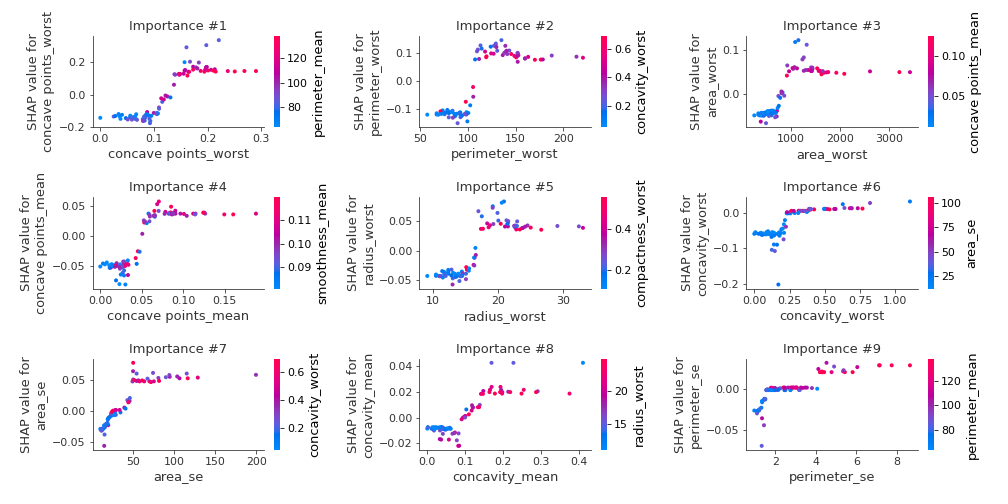 Importance #1
SHAP value for
concave points_worst
0.2
0.0
−0.2
0.0
0.1
0.2
0.3
concave points_worst
120
100
80
perimeter_mean
Importance #2
SHAP value for
perimeter_worst
0.1
0.0
−0.1
50
100
150
200
perimeter_worst
0.6
0.4
0.2
concavity_worst
Importance #3
SHAP value for
area_worst
0.1
0.0
1000
2000
3000
area_worst
0.10
0.05
concave points_mean
Importance #4
SHAP value for
concave points_mean
0.05
0.00
−0.05
0.00
0.05
0.10
0.15
concave points_mean
0.11
0.10
0.09
smoothness_mean
Importance #5
SHAP value for
radius_worst
0.05
0.00
−0.05
10
20
30
radius_worst
0.4
0.2
compactness_worst
Importance #6
SHAP value for
concavity_worst
0.0
−0.1
−0.2
0.00
0.25
0.50
0.75
1.00
concavity_worst
100
75
50
25
area_se
Importance #7
SHAP value for
area_se
0.05
0.00
−0.05
50
100
150
200
area_se
0.6
0.4
0.2
concavity_worst
Importance #8
SHAP value for
concavity_mean
0.04
0.02
0.00
−0.02
0.0
0.1
0.2
0.3
0.4
concavity_mean
20
15
radius_worst
Importance #9
SHAP value for
perimeter_se
0.00
−0.05
2
4
6
8
perimeter_se
120
100
80
perimeter_mean